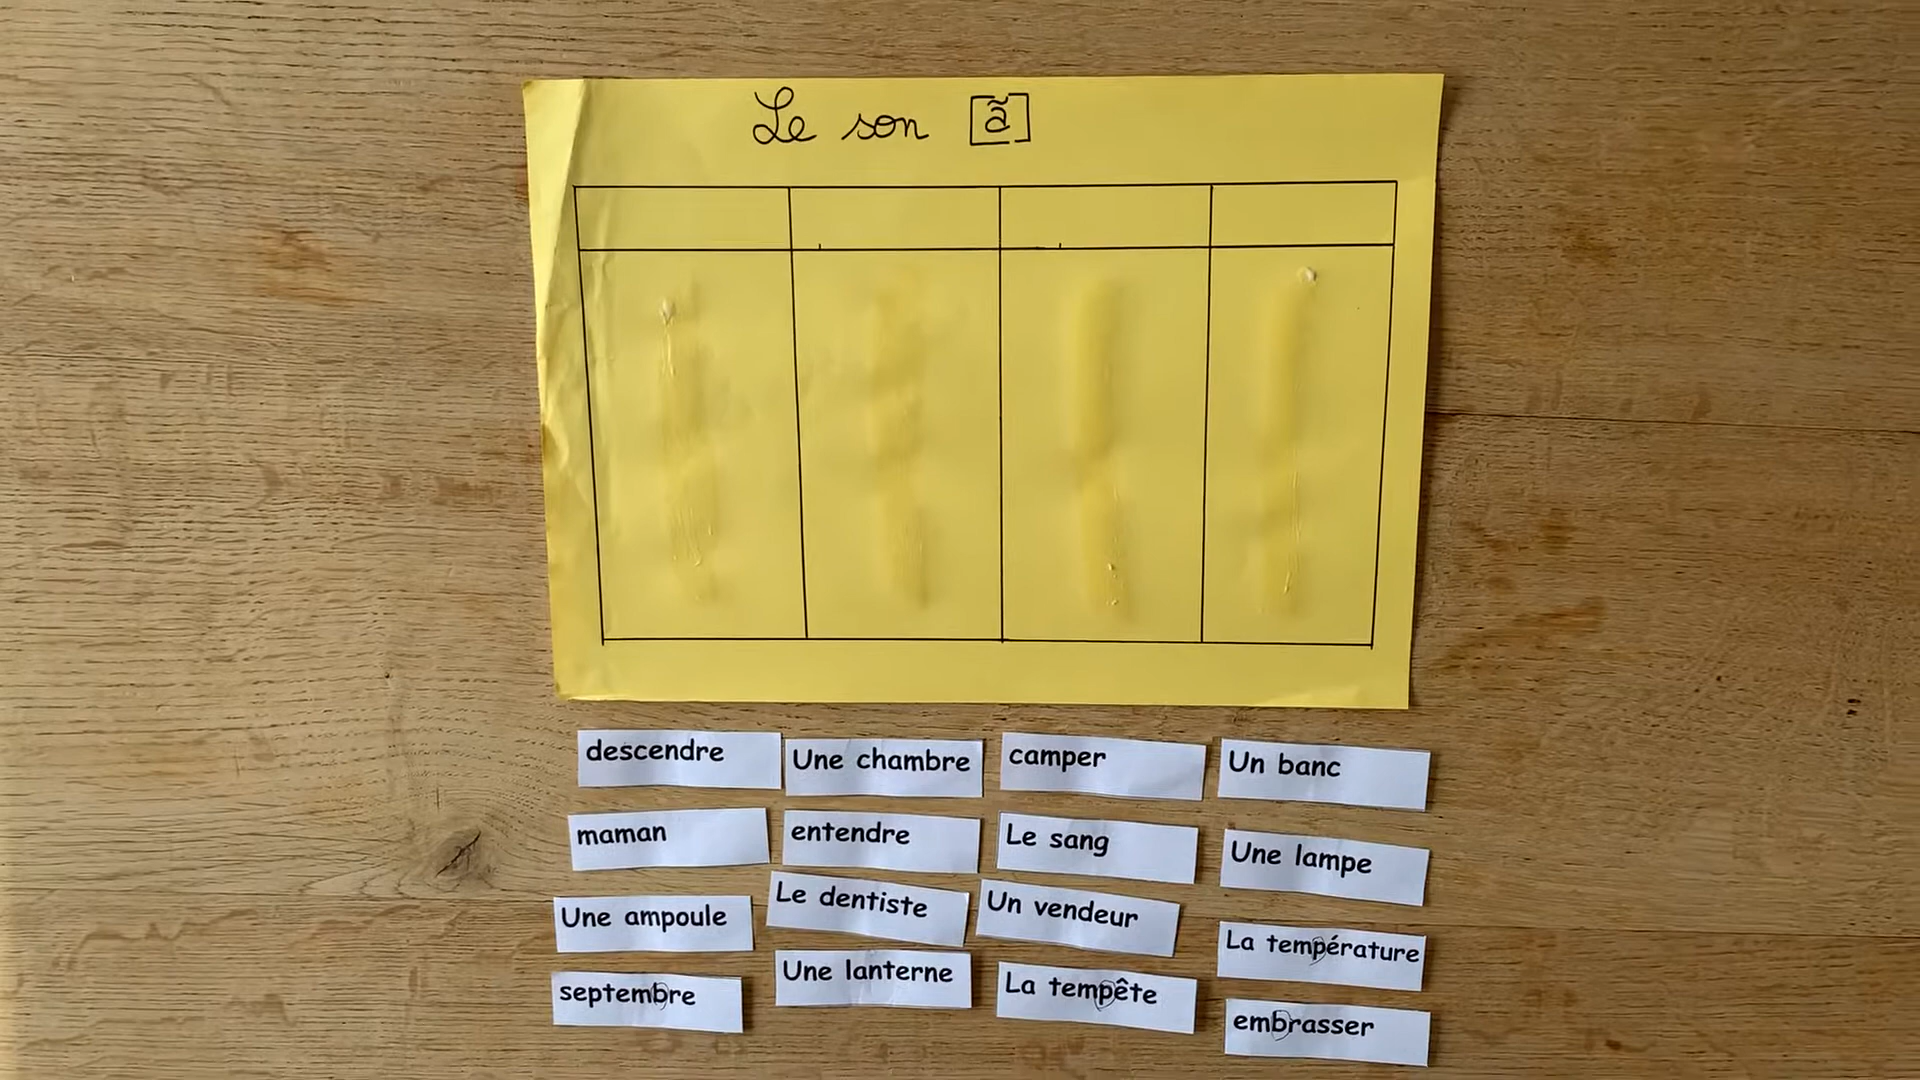 Le son [ã]
descendre
Une chambre
camper
Un banc
maman
entendre
Le sang
Une lampe
Une ampoule
Le dentiste
Un vendeur
La température
septembre
Une lanterne
La tempête
embrasser